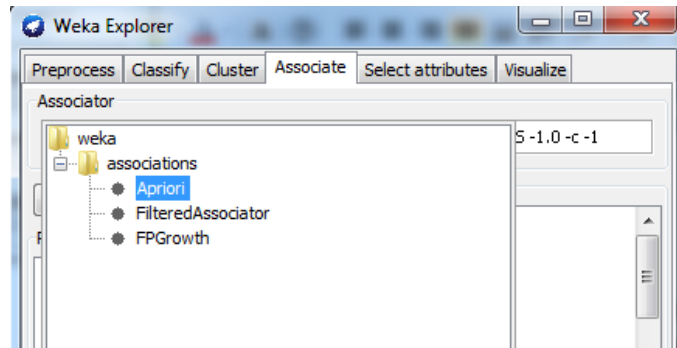 Weka Explorer
Preprocess Classify Cluster Associate Select attributes Visualize
Associator
weka
-1.0 -c -1
associations
Apriori
FilteredAssociator
FPGrowth